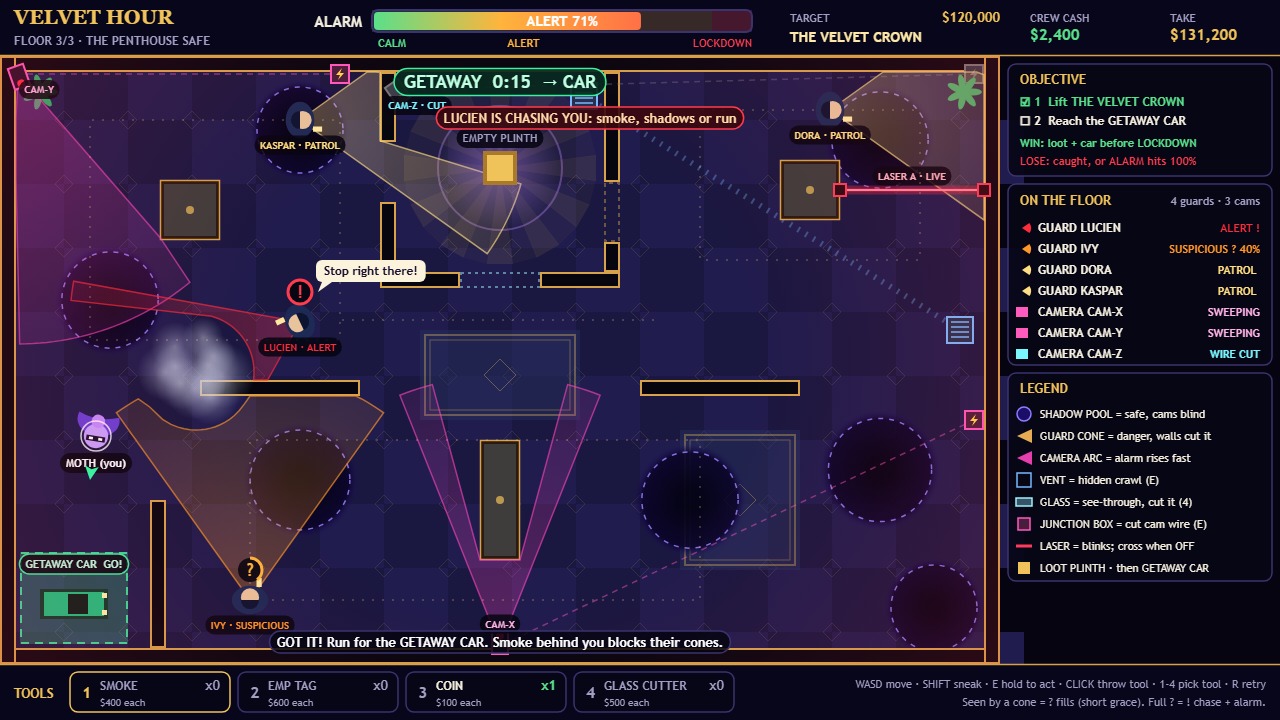 VELVET HOUR
FLOOR 3/3 · THE PENTHOUSE SAFE
ALARM
ALERT 71%
CALM
ALERT
LOCKDOWN
TARGET
$120,000
THE VELVET CROWN
CREW CASH
$2,400
TAKE
$131,200
CAM-Y
GETAWAY 0:15 → CAR
CAM-Z · CUT
LUCIEN IS CHASING YOU: smoke, shadows or run
EMPTY PLINTH
KASPAR · PATROL
DORA · PATROL
LASER A · LIVE
Stop right there!
!
LUCIEN · ALERT
MOTH (you)
GETAWAY CAR GO!
?
IVY · SUSPICIOUS
CAM-X
GOT IT! Run for the GETAWAY CAR. Smoke behind you blocks their cones.
OBJECTIVE
☑ 1 Lift THE VELVET CROWN
☐ 2 Reach the GETAWAY CAR
WIN: loot + car before LOCKDOWN
LOSE: caught, or ALARM hits 100%
ON THE FLOOR
4 guards · 3 cams
GUARD LUCIEN ALERT !
GUARD IVY SUSPICIOUS ? 40%
GUARD DORA PATROL
GUARD KASPAR PATROL
CAMERA CAM-X SWEEPING
CAMERA CAM-Y SWEEPING
CAMERA CAM-Z WIRE CUT
LEGEND
SHADOW POOL = safe, cams blind
GUARD CONE = danger, walls cut it
CAMERA ARC = alarm rises fast
VENT = hidden crawl (E)
GLASS = see-through, cut it (4)
JUNCTION BOX = cut cam wire (E)
LASER = blinks; cross when OFF
LOOT PLINTH · then GETAWAY CAR
TOOLS
1 SMOKE x0
$400 each
2 EMP TAG x0
$600 each
3 COIN x1
$100 each
4 GLASS CUTTER x0
$500 each
WASD move · SHIFT sneak · E hold to act · CLICK throw tool · 1-4 pick tool · R retry
Seen by a cone = ? fills (short grace). Full ? = ! chase + alarm.